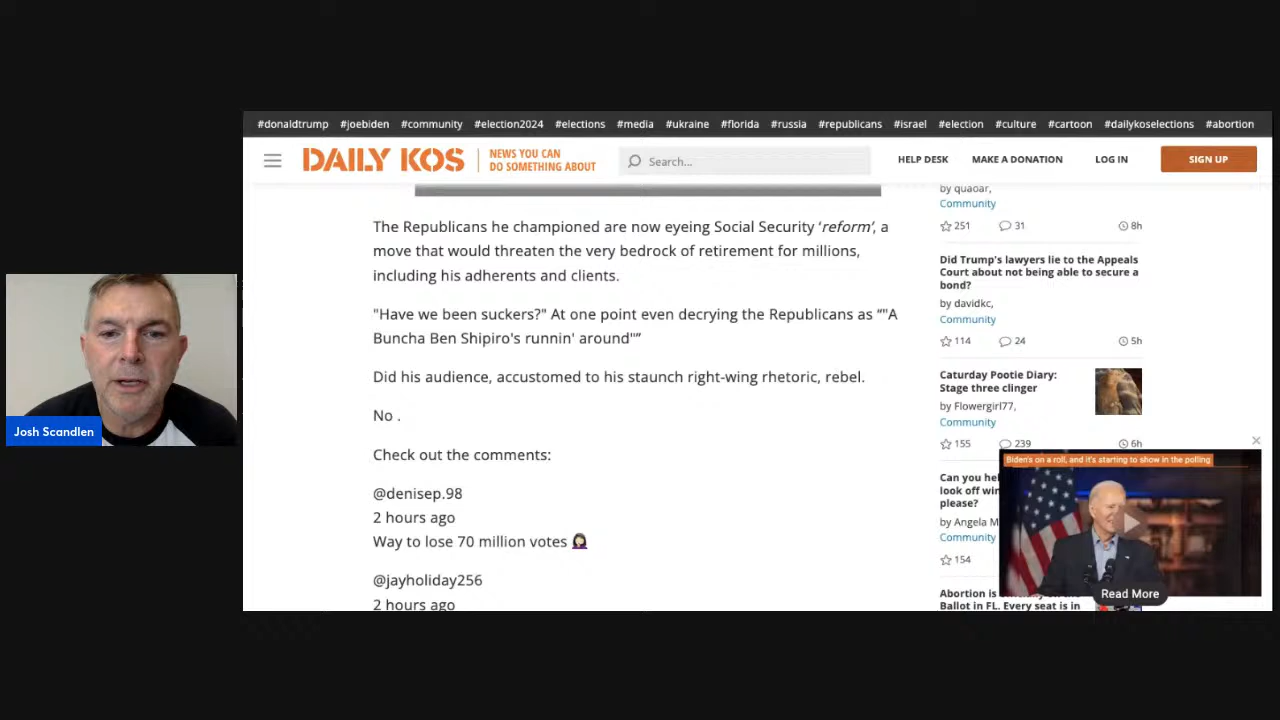 #donaldtrump #joebiden #community #election2024 #elections #media #ukraine #florida #russia #republicans #israel #election #culture #cartoon #dailykoselections #abortion
DAILY KOS
NEWS YOU CAN
DO SOMETHING ABOUT
Search...
HELP DESK
MAKE A DONATION
LOG IN
SIGN UP
The Republicans he championed are now eyeing Social Security ‘reform’, a
move that would threaten the very bedrock of retirement for millions,
including his adherents and clients.
"Have we been suckers?" At one point even decrying the Republicans as “"A
Buncha Ben Shipiro's runnin' around"”
Did his audience, accustomed to his staunch right-wing rhetoric, rebel.
No .
Check out the comments:
@denisep.98
2 hours ago
Way to lose 70 million votes
@jayholiday256
2 hours ago
by quaoar,
Community
251 31 8h
Did Trump's lawyers lie to the Appeals
Court about not being able to secure a
bond?
by davidkc,
Community
114 24 5h
Caturday Pootie Diary:
Stage three clinger
by Flowergirl77,
Community
155 239 6h
Can you hel
look off win
please?
by Angela M
Community
154
Abortion is
Ballot in FL. Every seat is in
Biden's on a roll, and it's starting to show in the polling
Read More
Josh Scandlen